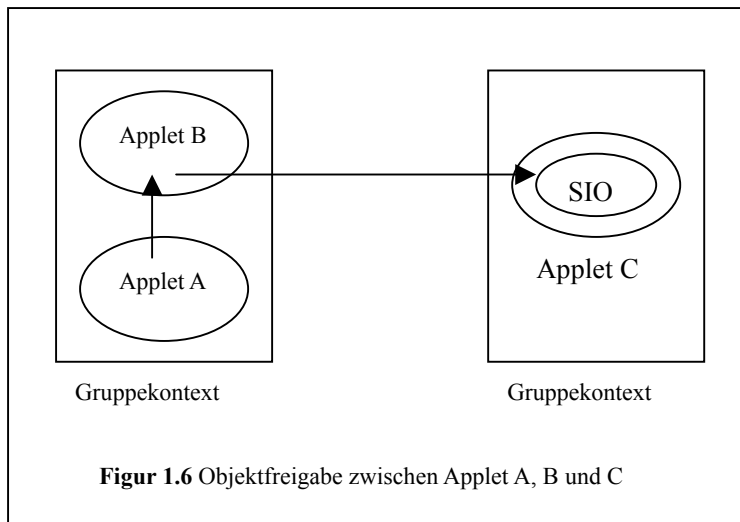 Applet B
SIO
Applet C
Applet A
Gruppekontext
Gruppekontext
Figur 1.6 Objektfreigabe zwischen Applet A, B und C